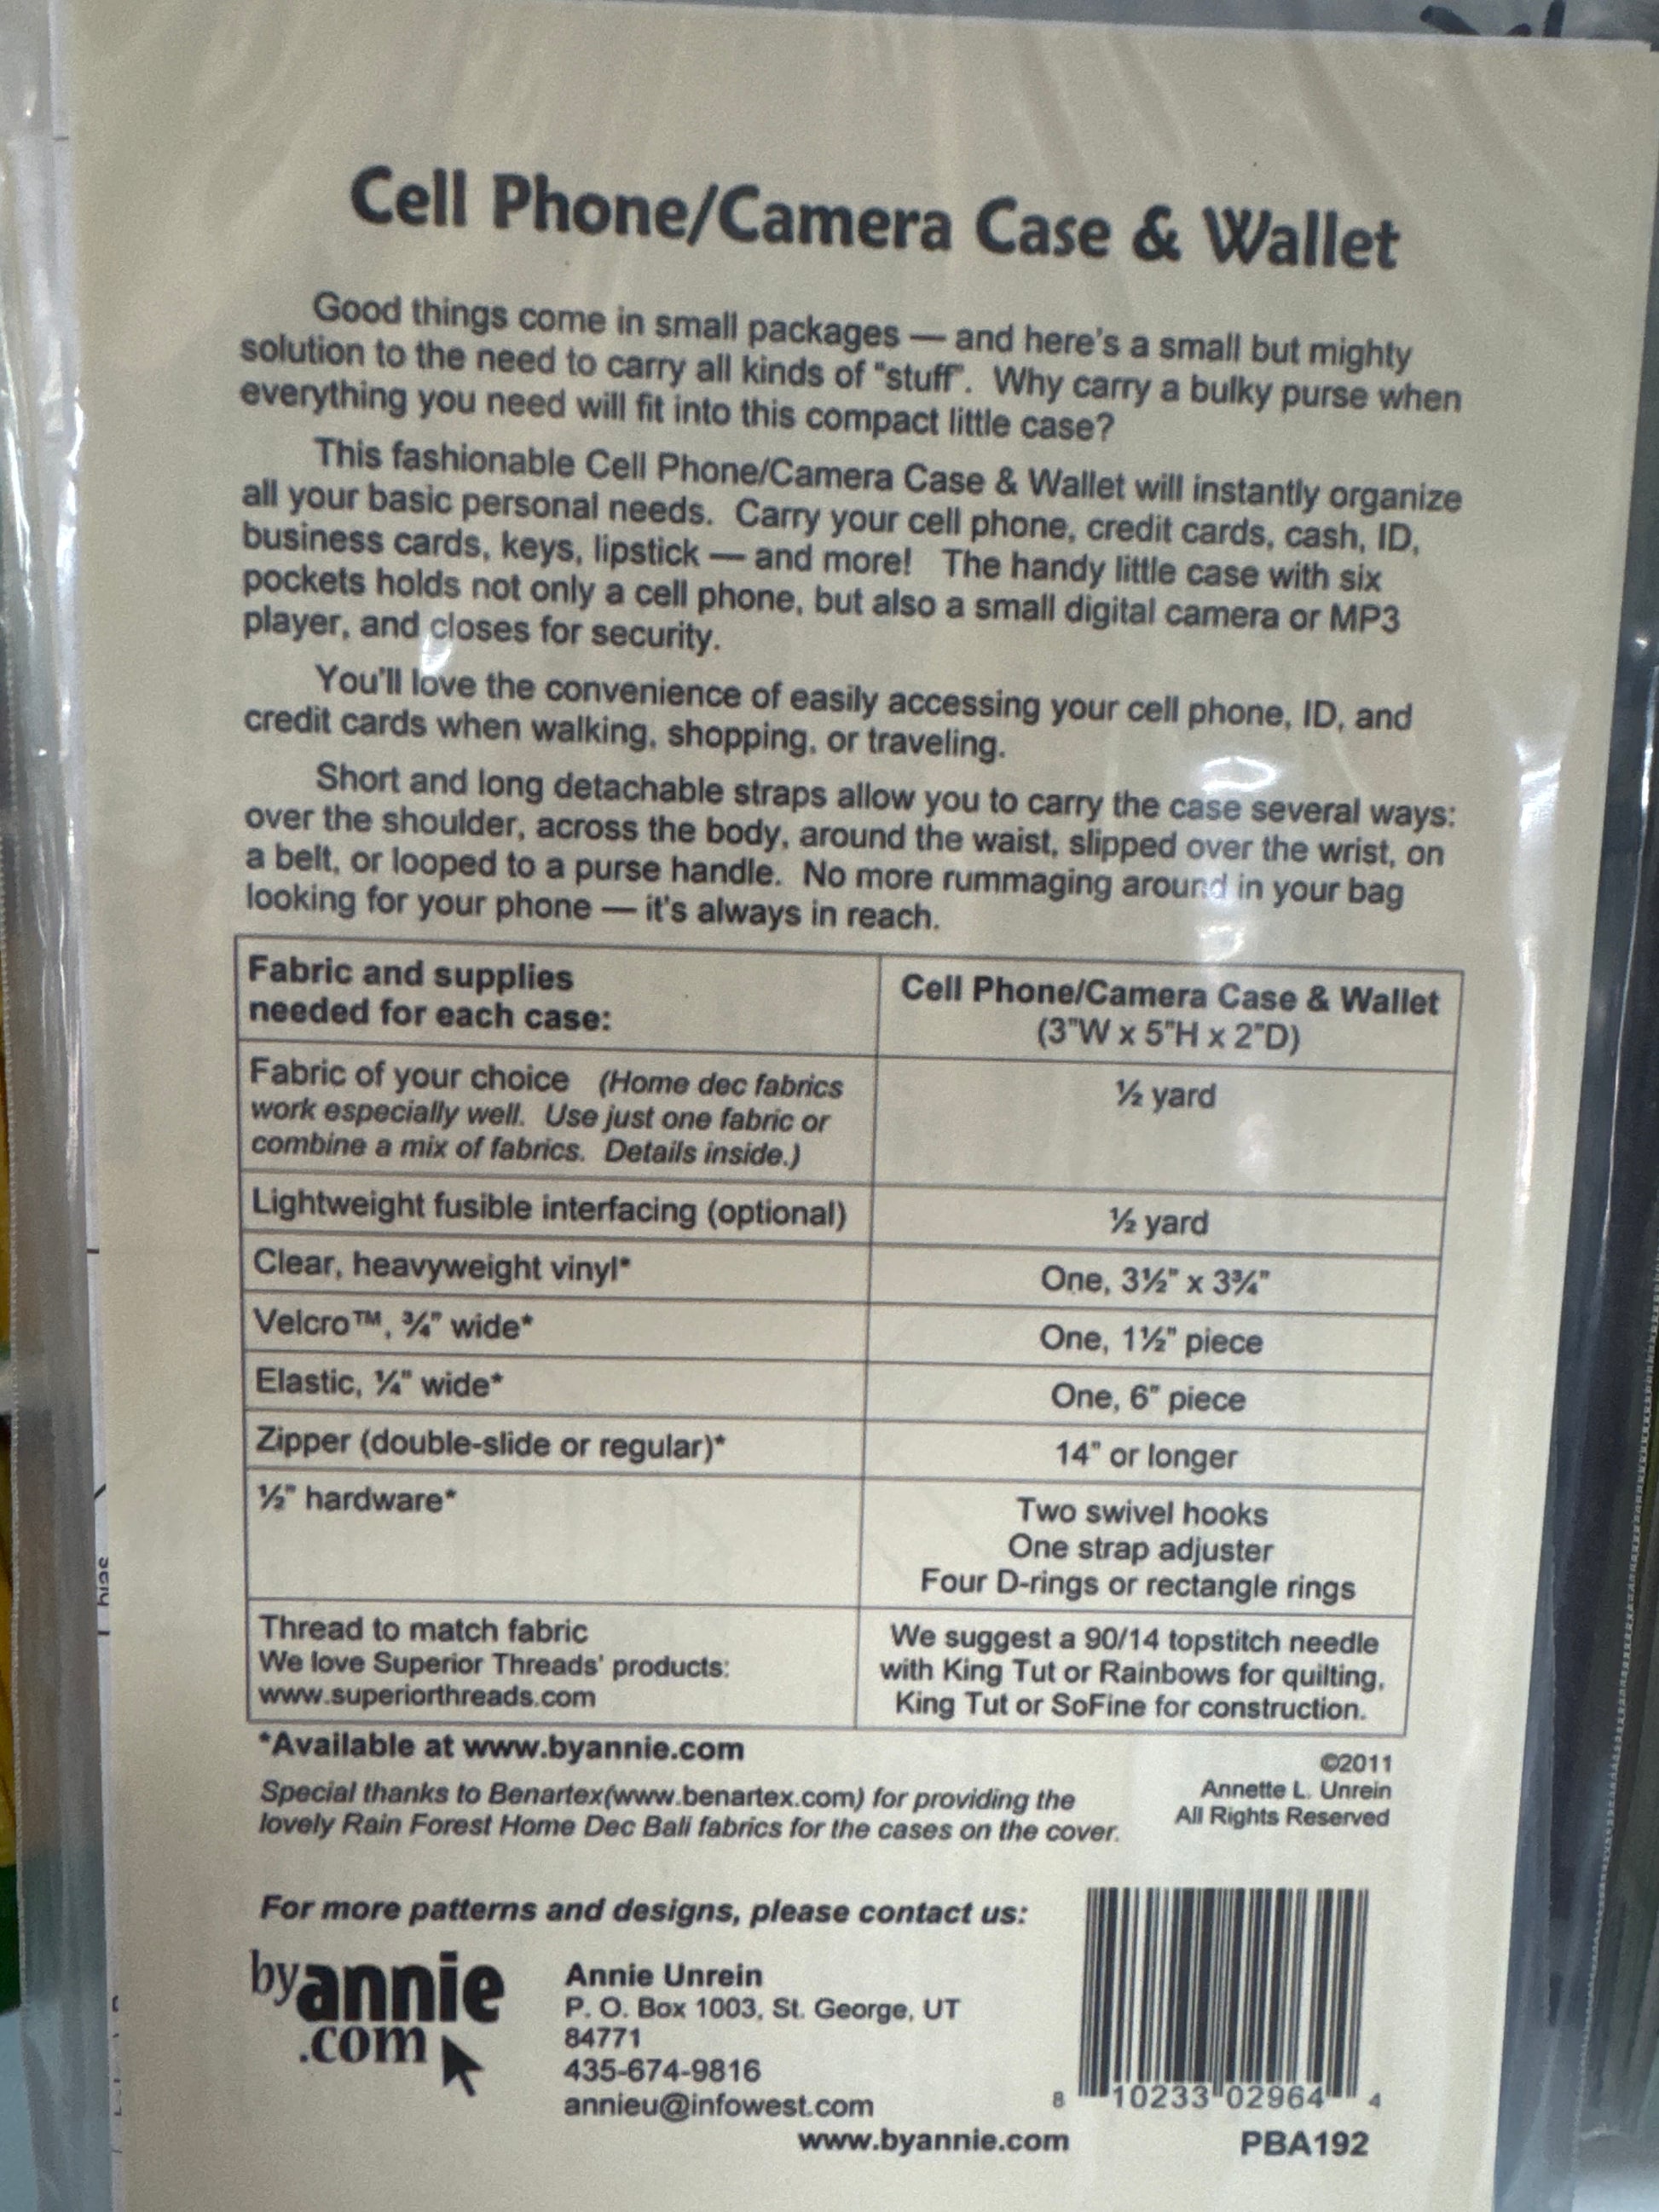 Cell Phone/Camera Case & Wallet
Good things come in small packages — and here's a small but mighty
solution to the need to carry all kinds of "stuff". Why carry a bulky purse when
everything you need will fit into this compact little case?
This fashionable Cell Phone/Camera Case & Wallet will instantly organize
all your basic personal needs. Carry your cell phone, credit cards, cash, ID,
business cards, keys, lipstick — and more! The handy little case with six
pockets holds not only a cell phone, but also a small digital camera or MP3
player, and closes for security.
You'll love the convenience of easily accessing your cell phone, ID, and
credit cards when walking, shopping, or traveling.
Short and long detachable straps allow you to carry the case several ways:
over the shoulder, across the body, around the waist, slipped over the wrist, on
a belt, or looped to a purse handle. No more rummaging around in your bag
looking for your phone — it's always in reach.
Fabric and supplies
needed for each case:
Cell Phone/Camera Case & Wallet
(3"W x 5"H x 2"D)
Fabric of your choice (Home dec fabrics
work especially well. Use just one fabric or
combine a mix of fabrics. Details inside.)
½ yard
Lightweight fusible interfacing (optional)
½ yard
Clear, heavyweight vinyl*
One, 3½" x 3¾"
Velcro™, ¾" wide*
One, 1½" piece
Elastic, ¼" wide*
One, 6" piece
Zipper (double-slide or regular)*
14" or longer
½" hardware*
Two swivel hooks
One strap adjuster
Four D-rings or rectangle rings
Thread to match fabric
We love Superior Threads' products:
www.superiorthreads.com
We suggest a 90/14 topstitch needle
with King Tut or Rainbows for quilting,
King Tut or SoFine for construction.
*Available at www.byannie.com
Special thanks to Benartex(www.benartex.com) for providing the
lovely Rain Forest Home Dec Bali fabrics for the cases on the cover.
©2011
Annette L. Unrein
All Rights Reserved
For more patterns and designs, please contact us:
byannie
.com
Annie Unrein
P. O. Box 1003, St. George, UT
84771
435-674-9816
annieu@infowest.com
www.byannie.com
8 10233 02964 4
PBA192